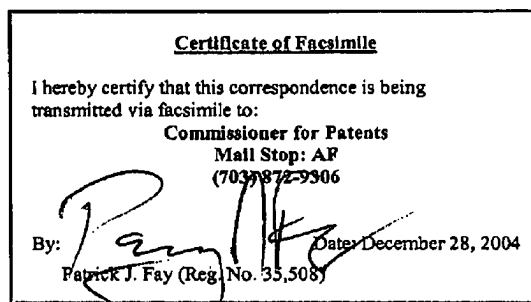 Certificate of Facsimile
I hereby certify that this correspondence is being
transmitted via facsimile to:
Commissioner for Patents
Mail Stop: AF
(703) 872-9306
By: Date: December 28, 2004
Patrick J. Fay (Reg. No. 35,508)